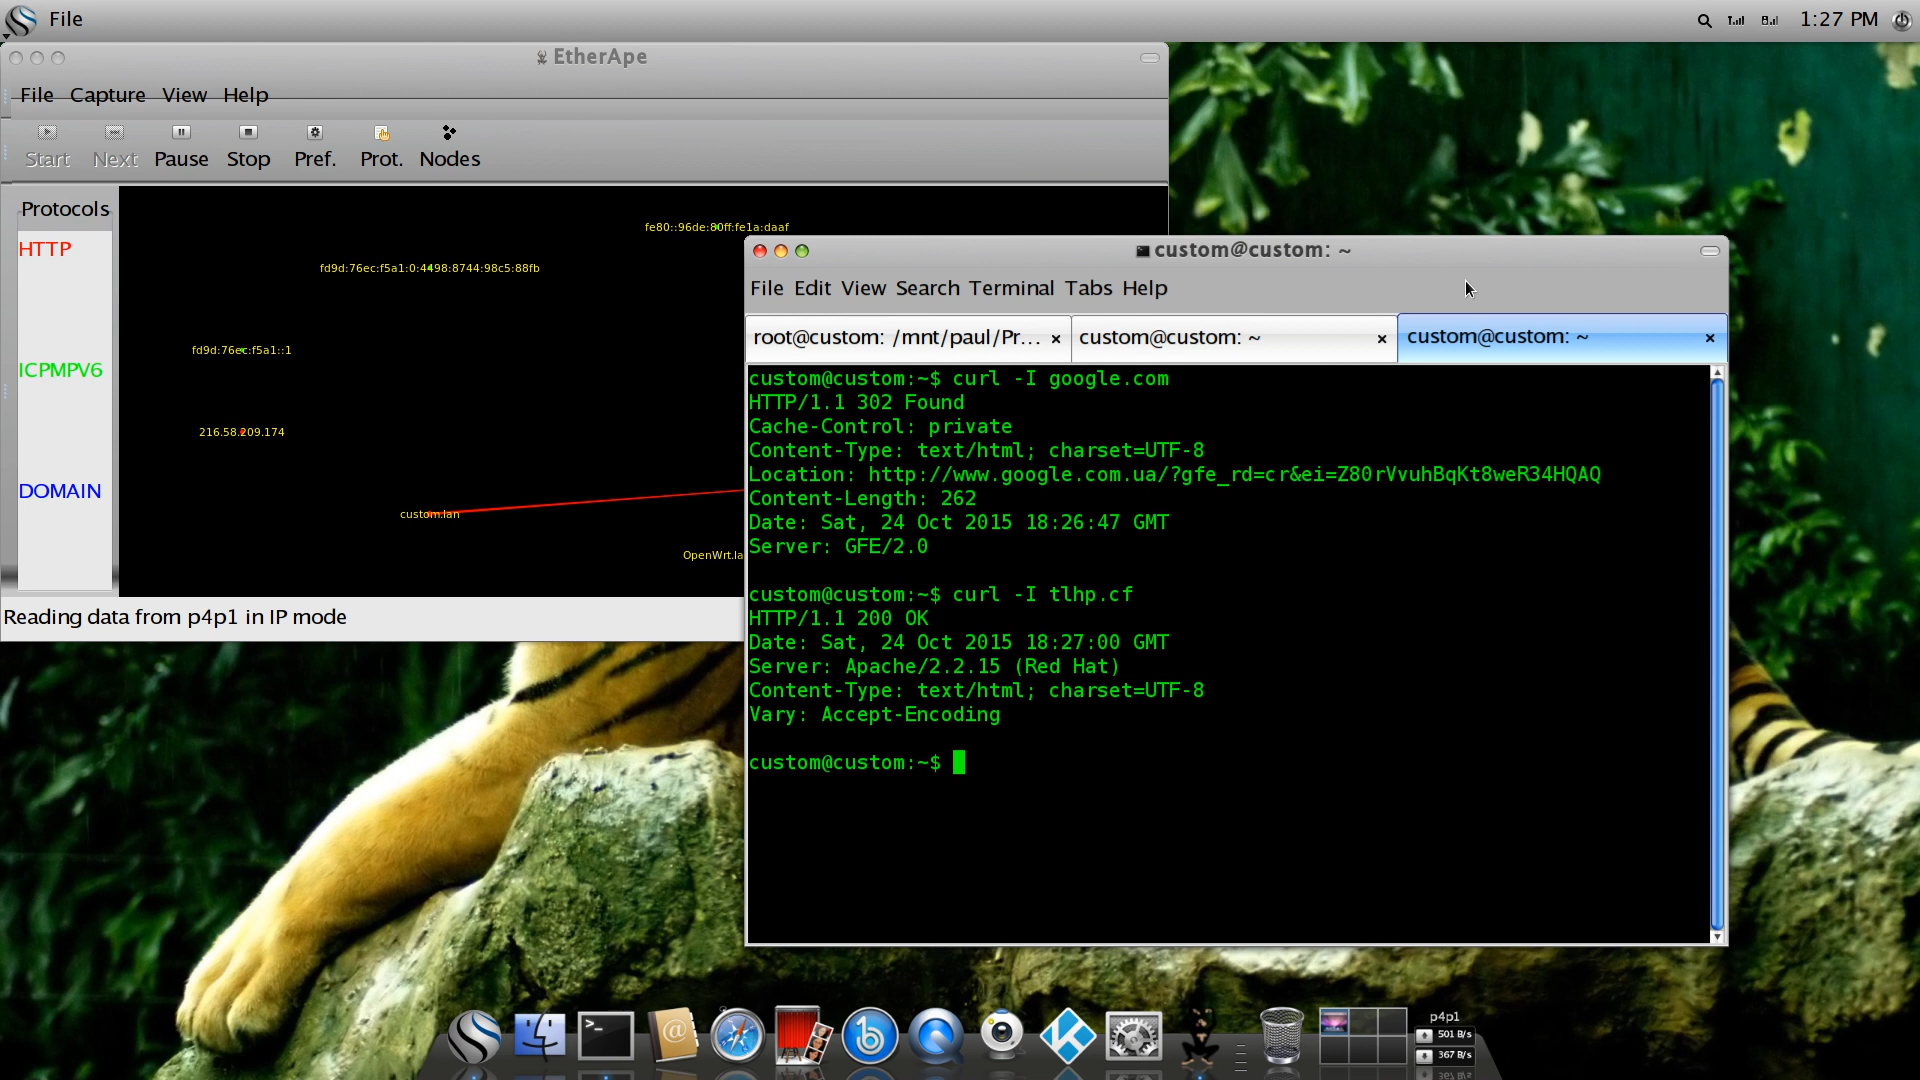 File
1:27 PM
EtherApe
File Capture View Help
Start Next Pause Stop Pref. Prot. Nodes
Protocols
HTTP
ICPMPV6
DOMAIN
fe80::96de:80ff:fe1a:daaf
fd9d:76ec:f5a1:0:4498:8744:98c5:88fb
fd9d:76ec:f5a1::1
216.58.209.174
custom.lan
OpenWrt.la
Reading data from p4p1 in IP mode
custom@custom: ~
File Edit View Search Terminal Tabs Help
root@custom: /mnt/paul/Pr... × custom@custom: ~ × custom@custom: ~ ×
custom@custom:~$ curl -I google.com
HTTP/1.1 302 Found
Cache-Control: private
Content-Type: text/html; charset=UTF-8
Location: http://www.google.com.ua/?gfe_rd=cr&ei=Z80rVvuhBqKt8weR34HQAQ
Content-Length: 262
Date: Sat, 24 Oct 2015 18:26:47 GMT
Server: GFE/2.0
custom@custom:~$ curl -I tlhp.cf
HTTP/1.1 200 OK
Date: Sat, 24 Oct 2015 18:27:00 GMT
Server: Apache/2.2.15 (Red Hat)
Content-Type: text/html; charset=UTF-8
Vary: Accept-Encoding
custom@custom:~$
p4p1
501 B/s
367 B/s